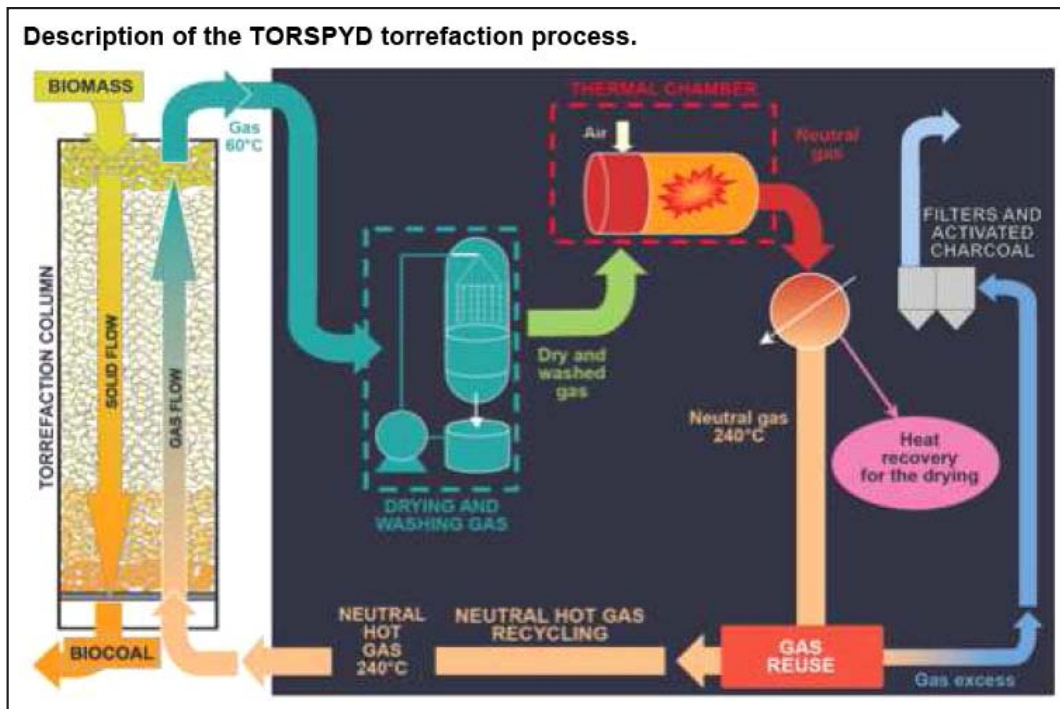 Description of the TORSPYD torrefaction process.
BIOMASS
TORREFACTION COLUMN
SOLID FLOW
GAS FLOW
BIOCOAL
Gas
60°C
DRYING AND
WASHING GAS
Dry and
washed
gas
THERMAL CHAMBER
Air
Neutral
gas
Neutral gas
240°C
Heat
recovery
for the drying
FILTERS AND
ACTIVATED
CHARCOAL
GAS
REUSE
Gas excess
NEUTRAL HOT GAS
RECYCLING
NEUTRAL
HOT
GAS
240°C